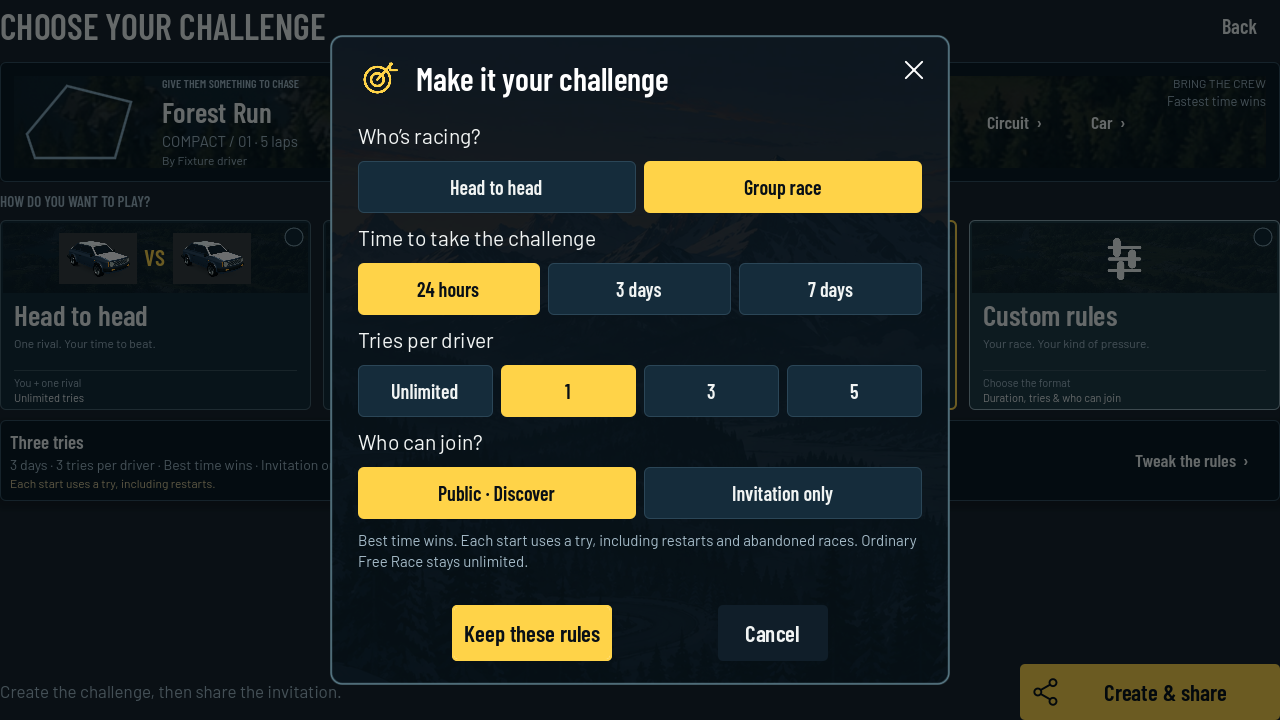 CHOOSE YOUR CHALLENGE
Back
GIVE THEM SOMETHING TO CHASE
Forest Run
COMPACT / 01 · 5 laps
By Fixture driver
Circuit ›
Car ›
BRING THE CREW
Fastest time wins
HOW DO YOU WANT TO PLAY?
VS
Head to head
One rival. Your time to beat.
You + one rival
Unlimited tries
Custom rules
Your race. Your kind of pressure.
Choose the format
Duration, tries & who can join
Three tries
3 days · 3 tries per driver · Best time wins · Invitation
Each start uses a try, including restarts.
Tweak the rules ›
Make it your challenge
Who’s racing?
Head to head
Group race
Time to take the challenge
24 hours
3 days
7 days
Tries per driver
Unlimited
1
3
5
Who can join?
Public · Discover
Invitation only
Best time wins. Each start uses a try, including restarts and abandoned races. Ordinary
Free Race stays unlimited.
Keep these rules
Cancel
Create the challenge, then share the invitation.
Create & share